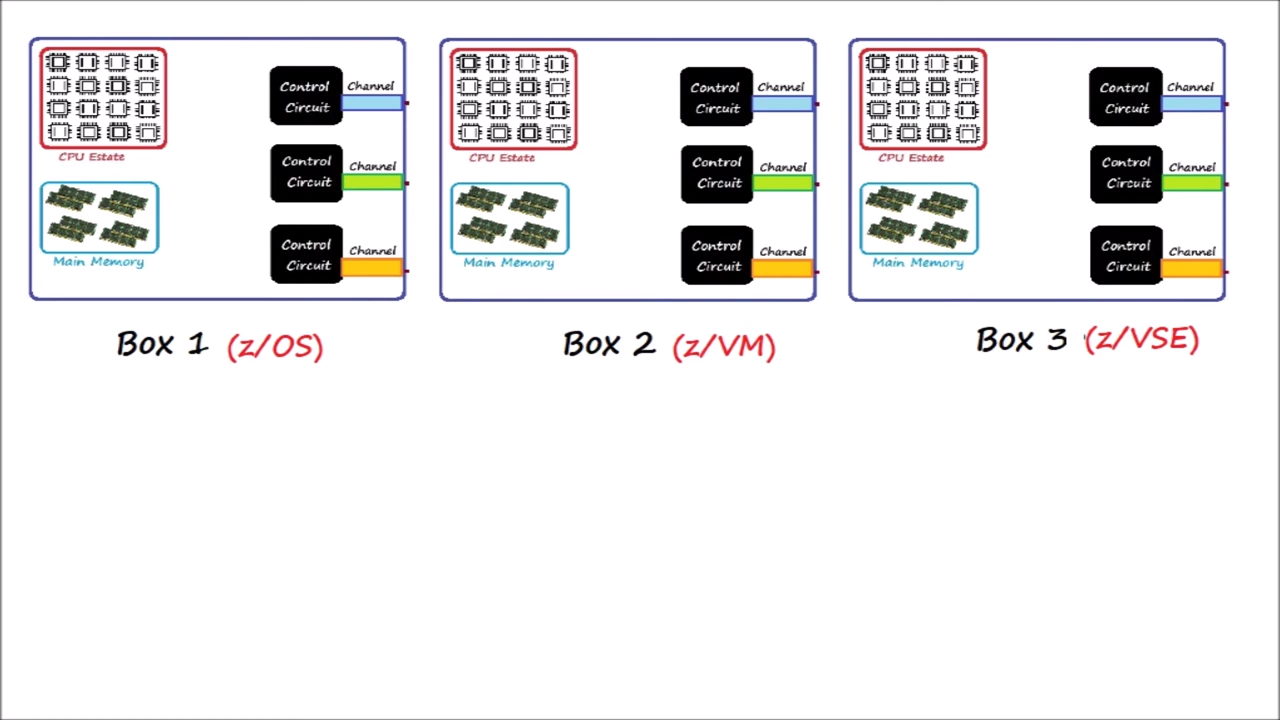 Control
Circuit
Channel
Control
Circuit
Channel
Control
Circuit
Channel
CPU Estate
Main Memory
Box 1 (z/OS)
Control
Circuit
Channel
Control
Circuit
Channel
Control
Circuit
Channel
CPU Estate
Main Memory
Box 2 (z/VM)
Control
Circuit
Channel
Control
Circuit
Channel
Control
Circuit
Channel
CPU Estate
Main Memory
Box 3 (z/VSE)